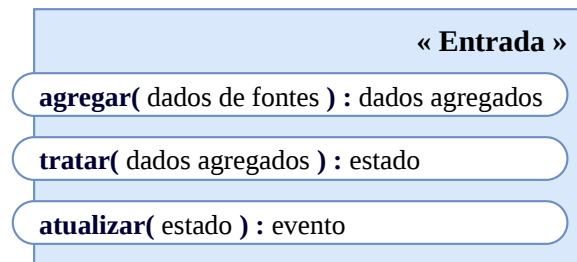 « Entrada »
agregar( dados de fontes ) : dados agregados
tratar( dados agregados ) : estado
atualizar( estado ) : evento